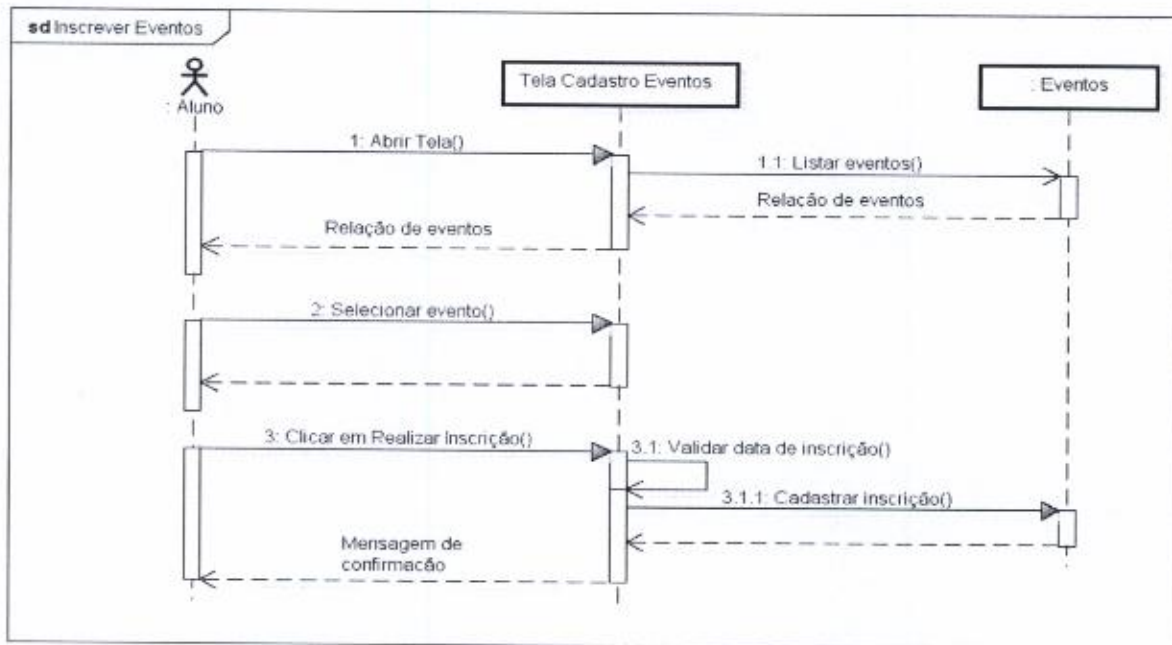 sd Inscrever Eventos
: Aluno
Tela Cadastro Eventos
: Eventos
1: Abrir Tela()
1.1: Listar eventos()
Relação de eventos
Relação de eventos
2: Selecionar evento()
3: Clicar em Realizar Inscrição()
3.1: Validar data de inscrição()
3.1.1: Cadastrar inscrição()
Mensagem de
confirmação